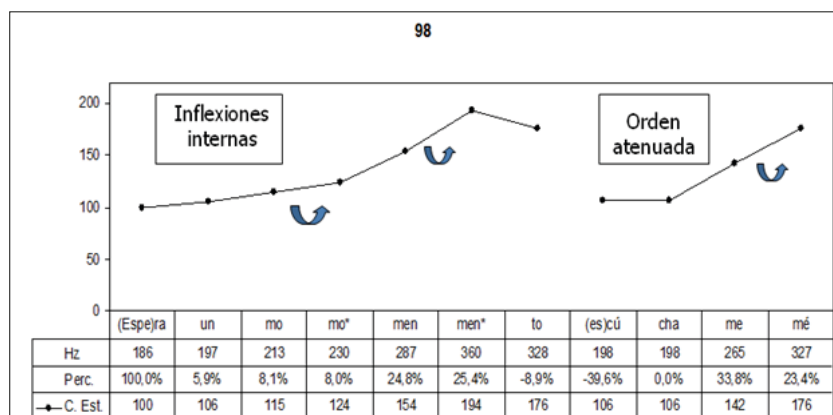 98
Inflexiones
internas
Orden
atenuada
200
150
100
50
0
(Espe)ra un mo mo* men men* to (es)cú cha me mé
Hz 186 197 213 230 287 360 328 198 198 265 327
Perc. 100,0% 5,9% 8,1% 8,0% 24,8% 25,4% -8,9% -39,6% 0,0% 33,8% 23,4%
C. Est. 100 106 115 124 154 194 176 106 106 142 176